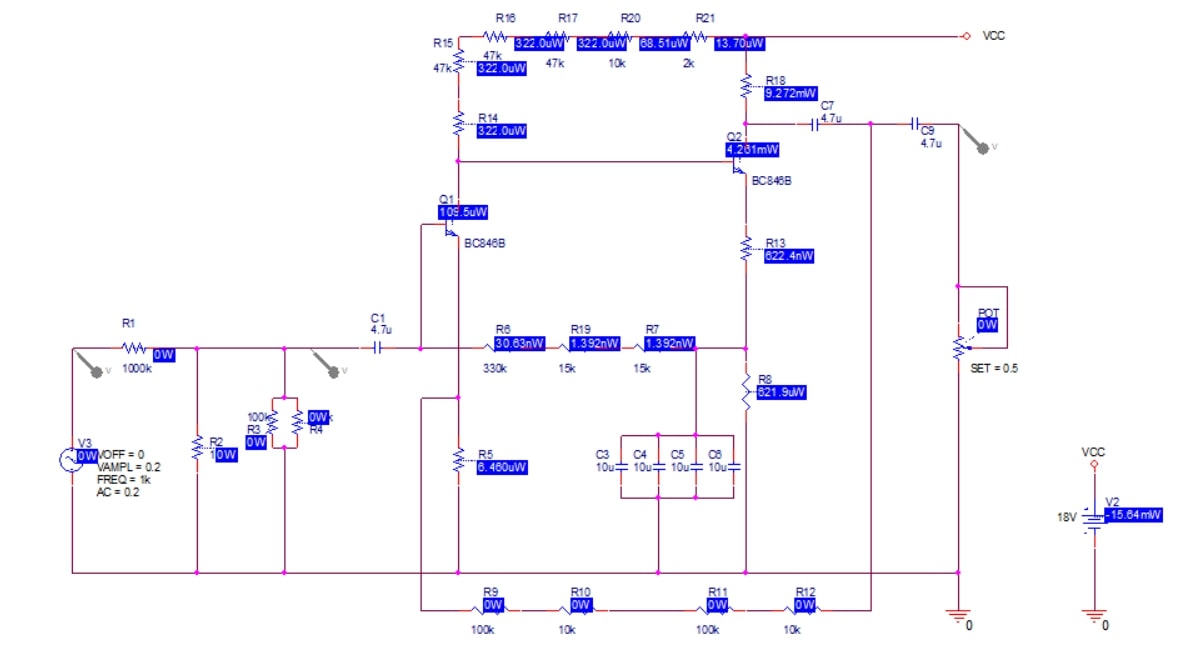 R16 R17 R20 R21
R15 322.0uW 322.0uW 68.51uW 13.70uW VCC
47k
47k 322.0uW 47k 10k 2k
R18
9.272mW
C7
4.7u
R14
322.0uW
C9
4.7u
V
Q2
4.261mW
BC846B
Q1
109.5uW
BC846B
R13
622.4nW
R1
0W
1000k
V
C1
4.7u
V
R6 R19 R7
30.63nW 1.392nW 1.392nW
330k 15k 15k
POT
0W
SET = 0.5
R8
621.9uW
100k 0W
R3 R4
0W
R2
0W
V3
0W VOFF = 0
VAMPL = 0.2
FREQ = 1k
AC = 0.2
R5
6.460uW
C3 C4 C5 C6
10u 10u 10u 10u
VCC
V2
18V -15.64mW
R9 R10 R11 R12
0W 0W 0W 0W
100k 10k 100k 10k
0 0